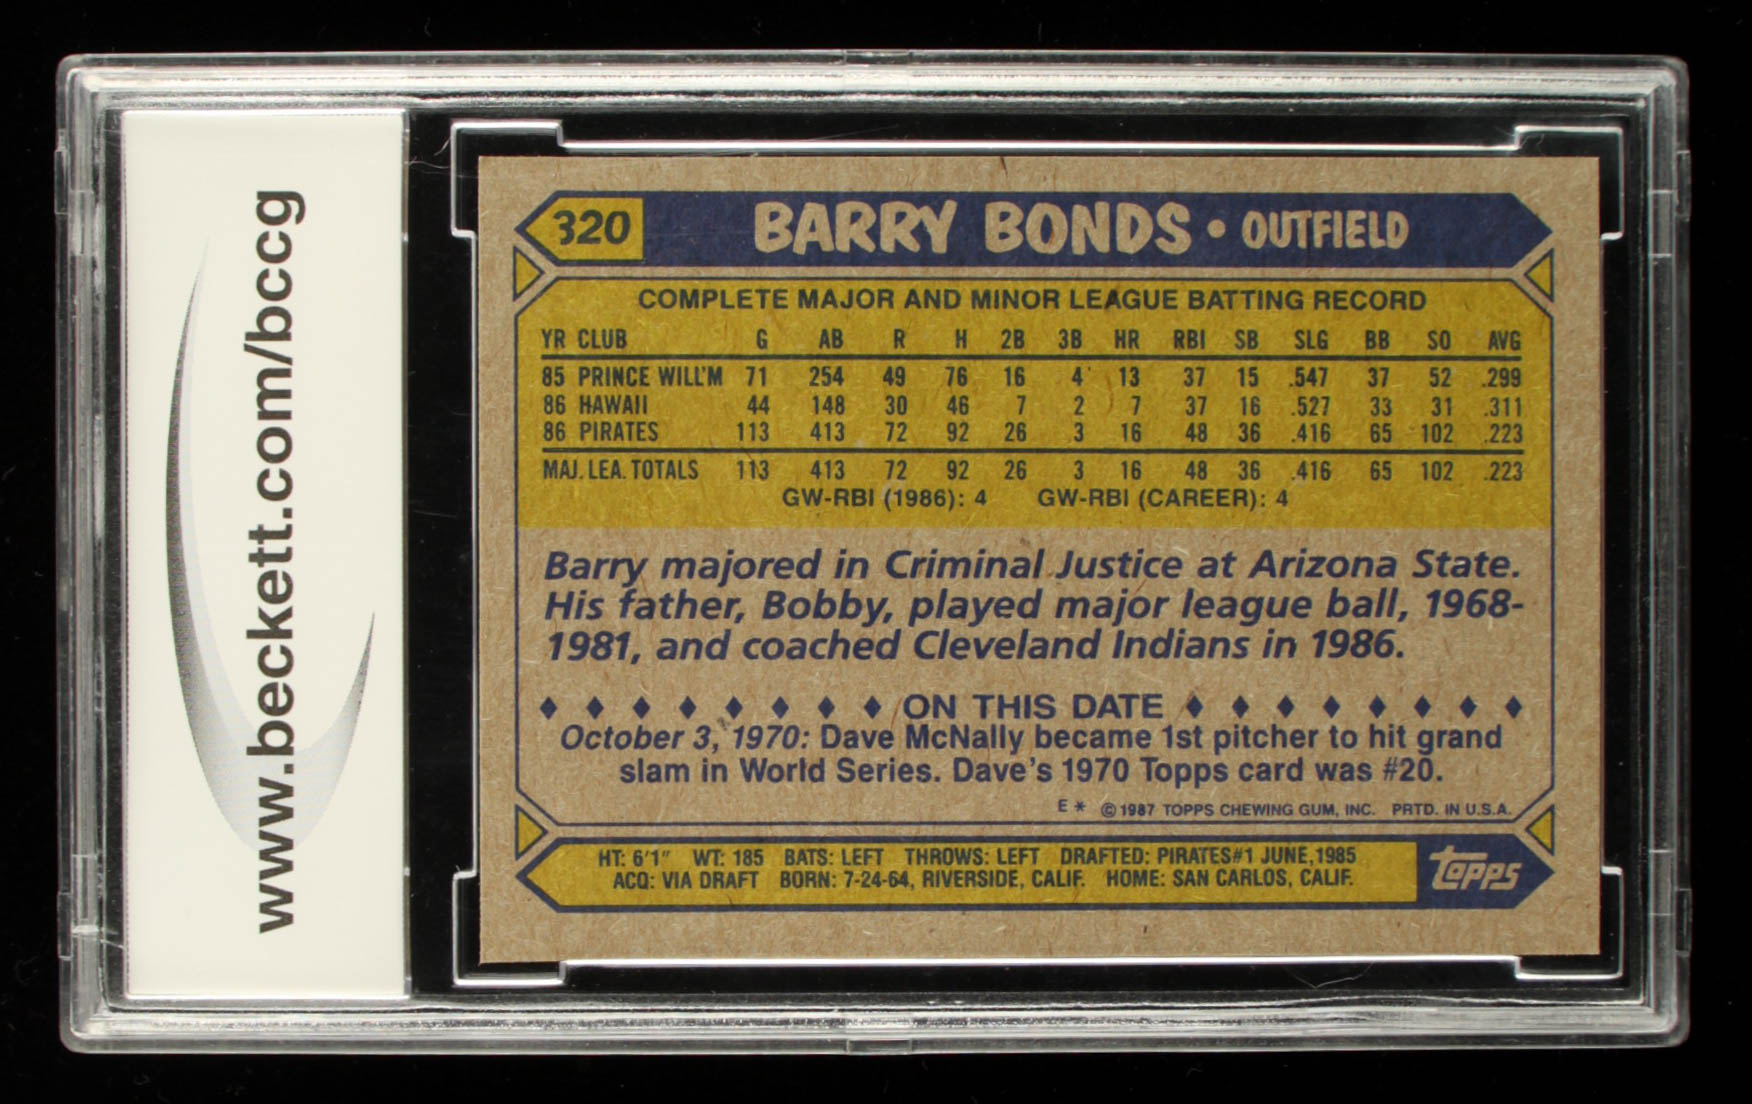 www.beckett.com/bccg
320 BARRY BONDS • OUTFIELD
COMPLETE MAJOR AND MINOR LEAGUE BATTING RECORD
YR CLUB G AB R H 2B 3B HR RBI SB SLG BB SO AVG
85 PRINCE WILL'M 71 254 49 76 16 4 13 37 15 .547 37 52 .299
86 HAWAII 44 148 30 46 7 2 7 37 16 .527 33 31 .311
86 PIRATES 113 413 72 92 26 3 16 48 36 .416 65 102 .223
MAJ. LEA. TOTALS 113 413 72 92 26 3 16 48 36 .416 65 102 .223
GW-RBI (1986): 4 GW-RBI (CAREER): 4
Barry majored in Criminal Justice at Arizona State.
His father, Bobby, played major league ball, 1968-
1981, and coached Cleveland Indians in 1986.
♦ ♦ ♦ ♦ ♦ ♦ ♦ ♦ ON THIS DATE ♦ ♦ ♦ ♦ ♦ ♦ ♦ ♦
October 3, 1970: Dave McNally became 1st pitcher to hit grand
slam in World Series. Dave's 1970 Topps card was #20.
E * © 1987 TOPPS CHEWING GUM, INC. PRTD. IN U.S.A.
HT: 6'1" WT: 185 BATS: LEFT THROWS: LEFT DRAFTED: PIRATES#1 JUNE, 1985
ACQ: VIA DRAFT BORN: 7-24-64, RIVERSIDE, CALIF. HOME: SAN CARLOS, CALIF.
topps